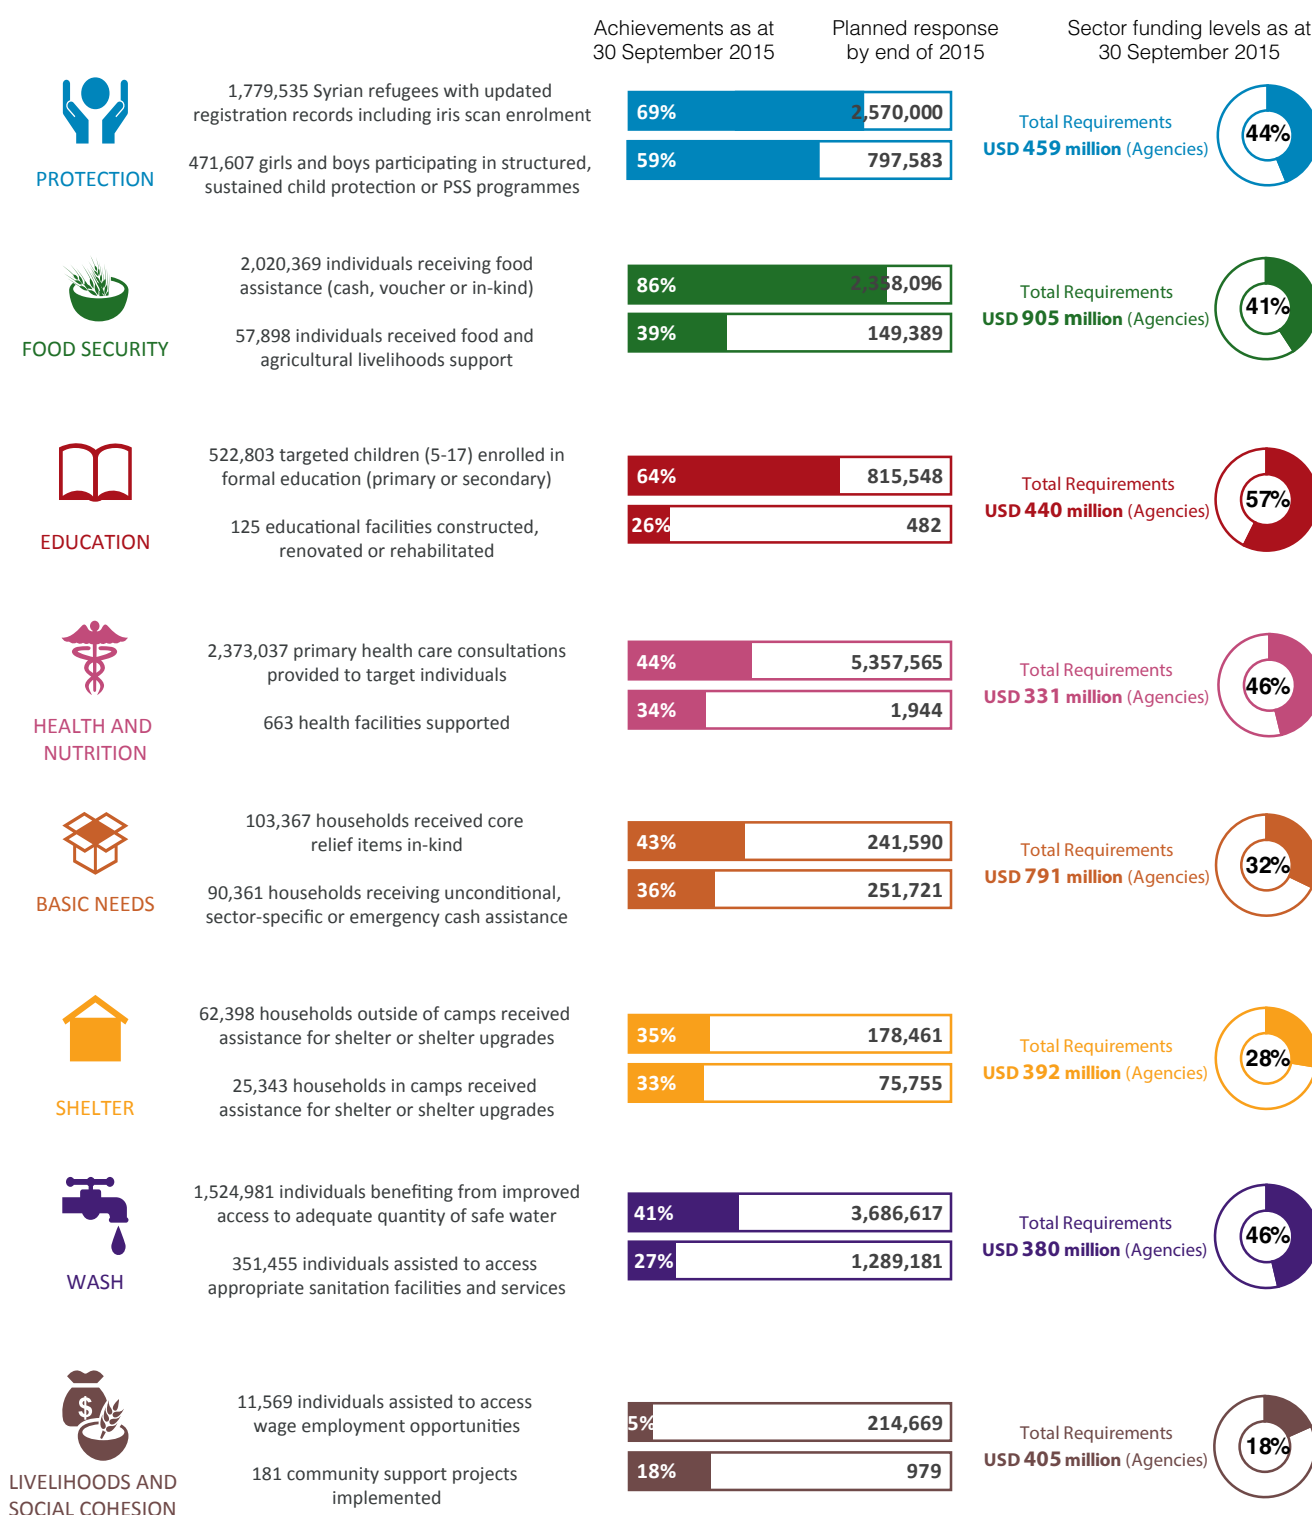 Achievements as at
30 September 2015
Planned response
by end of 2015
Sector funding levels as at
30 September 2015
PROTECTION
1,779,535 Syrian refugees with updated
registration records including iris scan enrolment
471,607 girls and boys participating in structured,
sustained child protection or PSS programmes
69%
2,570,000
59%
797,583
Total Requirements
USD 459 million (Agencies)
44%
FOOD SECURITY
2,020,369 individuals receiving food
assistance (cash, voucher or in-kind)
57,898 individuals received food and
agricultural livelihoods support
86%
2,358,096
39%
149,389
Total Requirements
USD 905 million (Agencies)
41%
EDUCATION
522,803 targeted children (5-17) enrolled in
formal education (primary or secondary)
125 educational facilities constructed,
renovated or rehabilitated
64%
815,548
26%
482
Total Requirements
USD 440 million (Agencies)
57%
HEALTH AND
NUTRITION
2,373,037 primary health care consultations
provided to target individuals
663 health facilities supported
44%
5,357,565
34%
1,944
Total Requirements
USD 331 million (Agencies)
46%
BASIC NEEDS
103,367 households received core
relief items in-kind
90,361 households receiving unconditional,
sector-specific or emergency cash assistance
43%
241,590
36%
251,721
Total Requirements
USD 791 million (Agencies)
32%
SHELTER
62,398 households outside of camps received
assistance for shelter or shelter upgrades
25,343 households in camps received
assistance for shelter or shelter upgrades
35%
178,461
33%
75,755
Total Requirements
USD 392 million (Agencies)
28%
WASH
1,524,981 individuals benefiting from improved
access to adequate quantity of safe water
351,455 individuals assisted to access
appropriate sanitation facilities and services
41%
3,686,617
27%
1,289,181
Total Requirements
USD 380 million (Agencies)
46%
$
LIVELIHOODS AND
SOCIAL COHESION
11,569 individuals assisted to access
wage employment opportunities
181 community support projects
implemented
5%
214,669
18%
979
Total Requirements
USD 405 million (Agencies)
18%